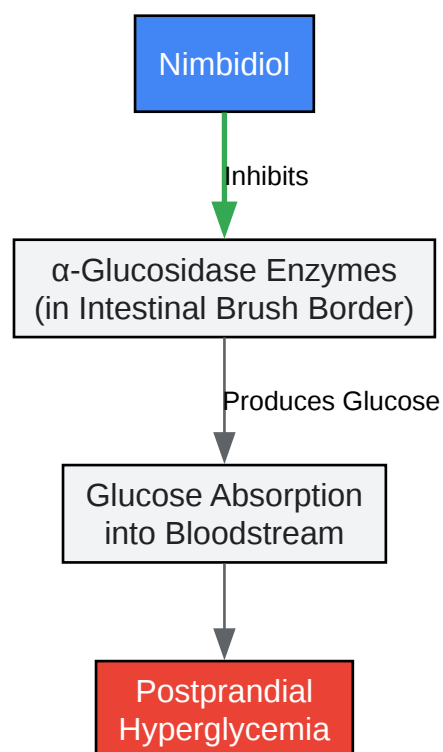 Nimbidiol
Inhibits
α-Glucosidase Enzymes
(in Intestinal Brush Border)
Produces Glucose
Glucose Absorption
into Bloodstream
Postprandial
Hyperglycemia